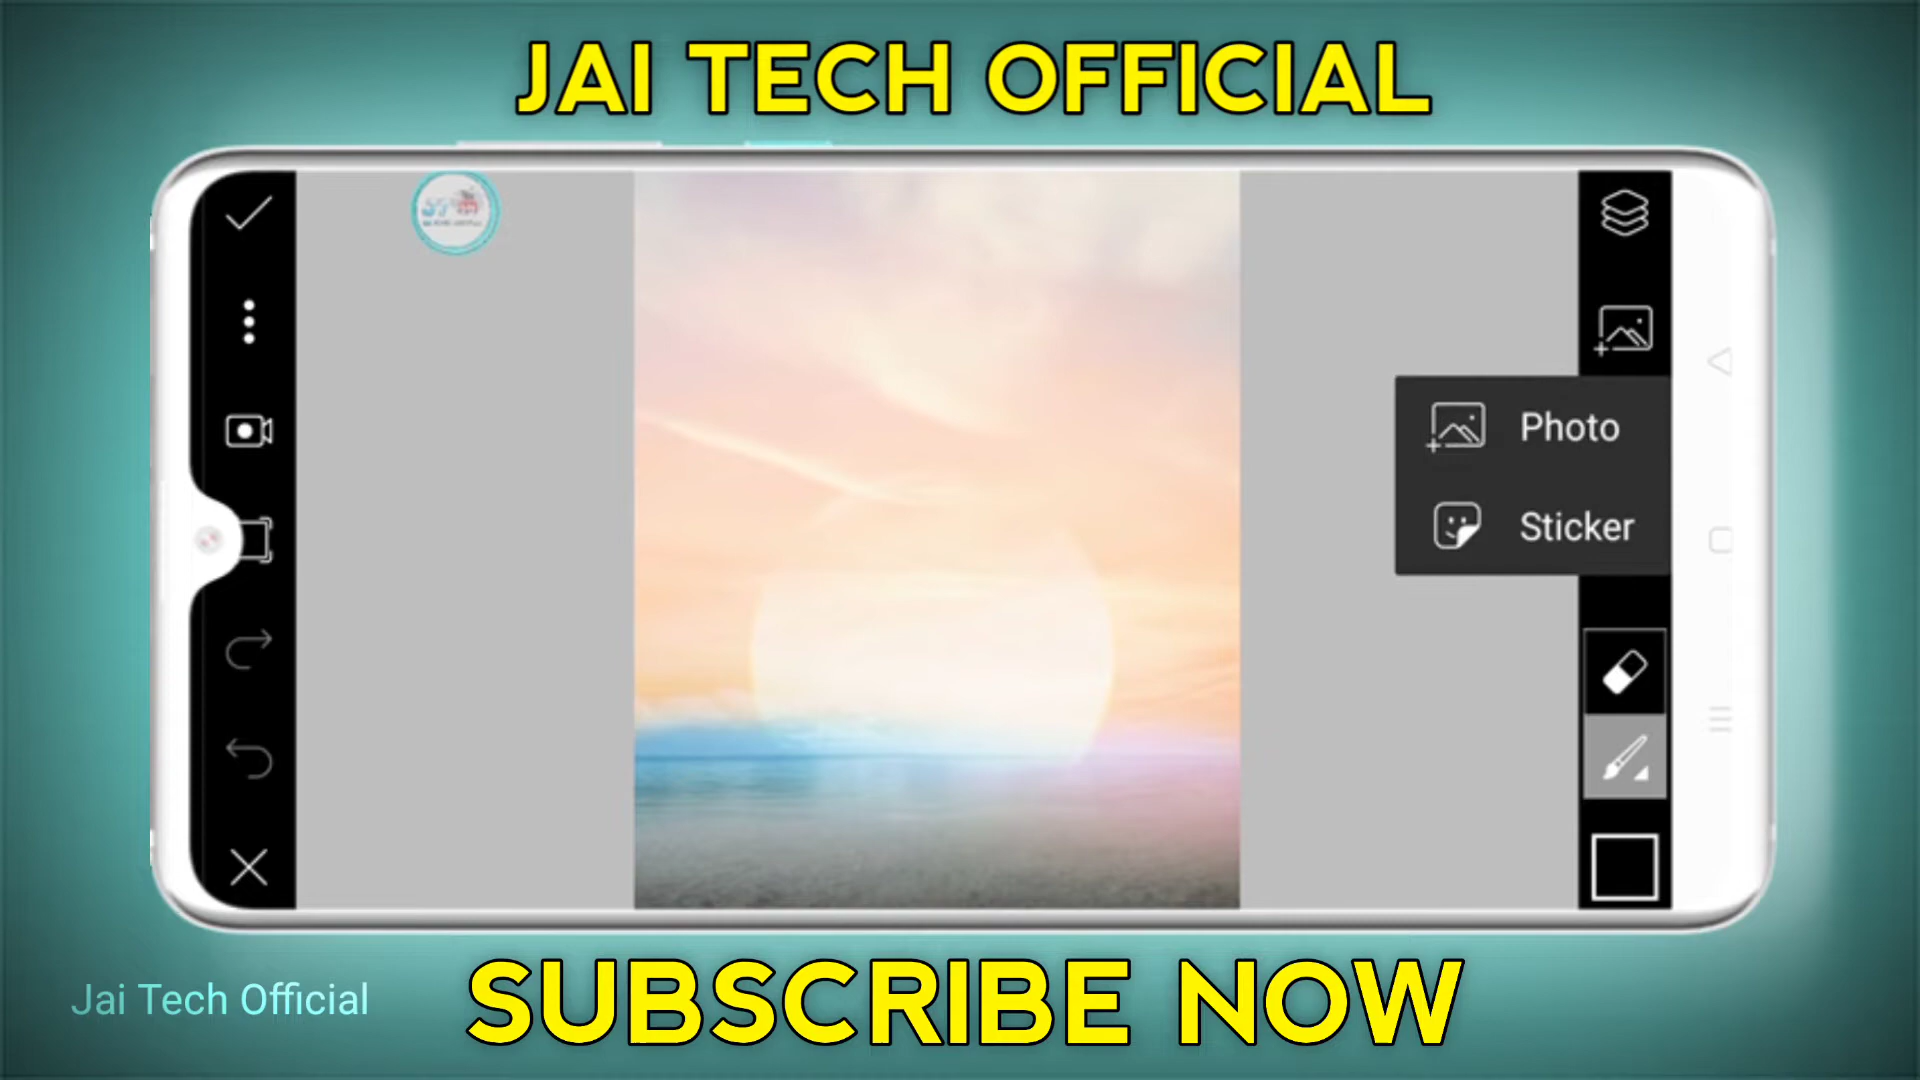 JAI TECH OFFICIAL
Photo
Sticker
Jai Tech Official
SUBSCRIBE NOW